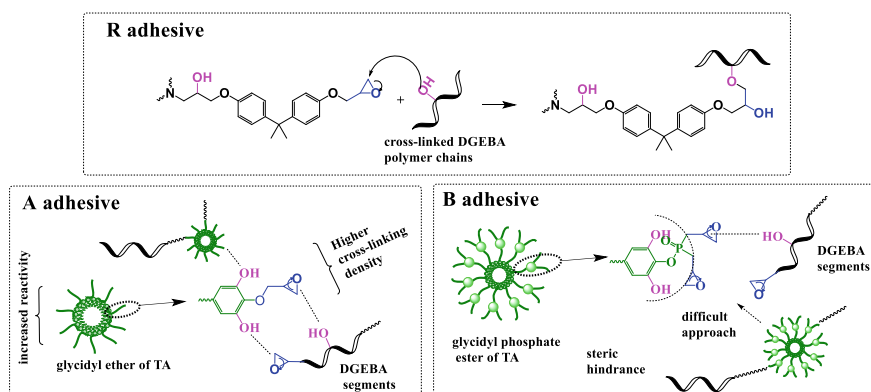 R adhesive
OH
N
O
O
O
+
OH
cross-linked DGEBA
polymer chains
OH
N
O
O
O
OH
A adhesive
increased reactivity
glycidyl ether of TA
OH
O
O
OH
Higher
cross-linking
density
HO
O
DGEBA
segments
B adhesive
glycidyl phosphate
ester of TA
OH
O
P
O
OH
O
O
HO
O
DGEBA
segments
difficult
approach
steric
hindrance